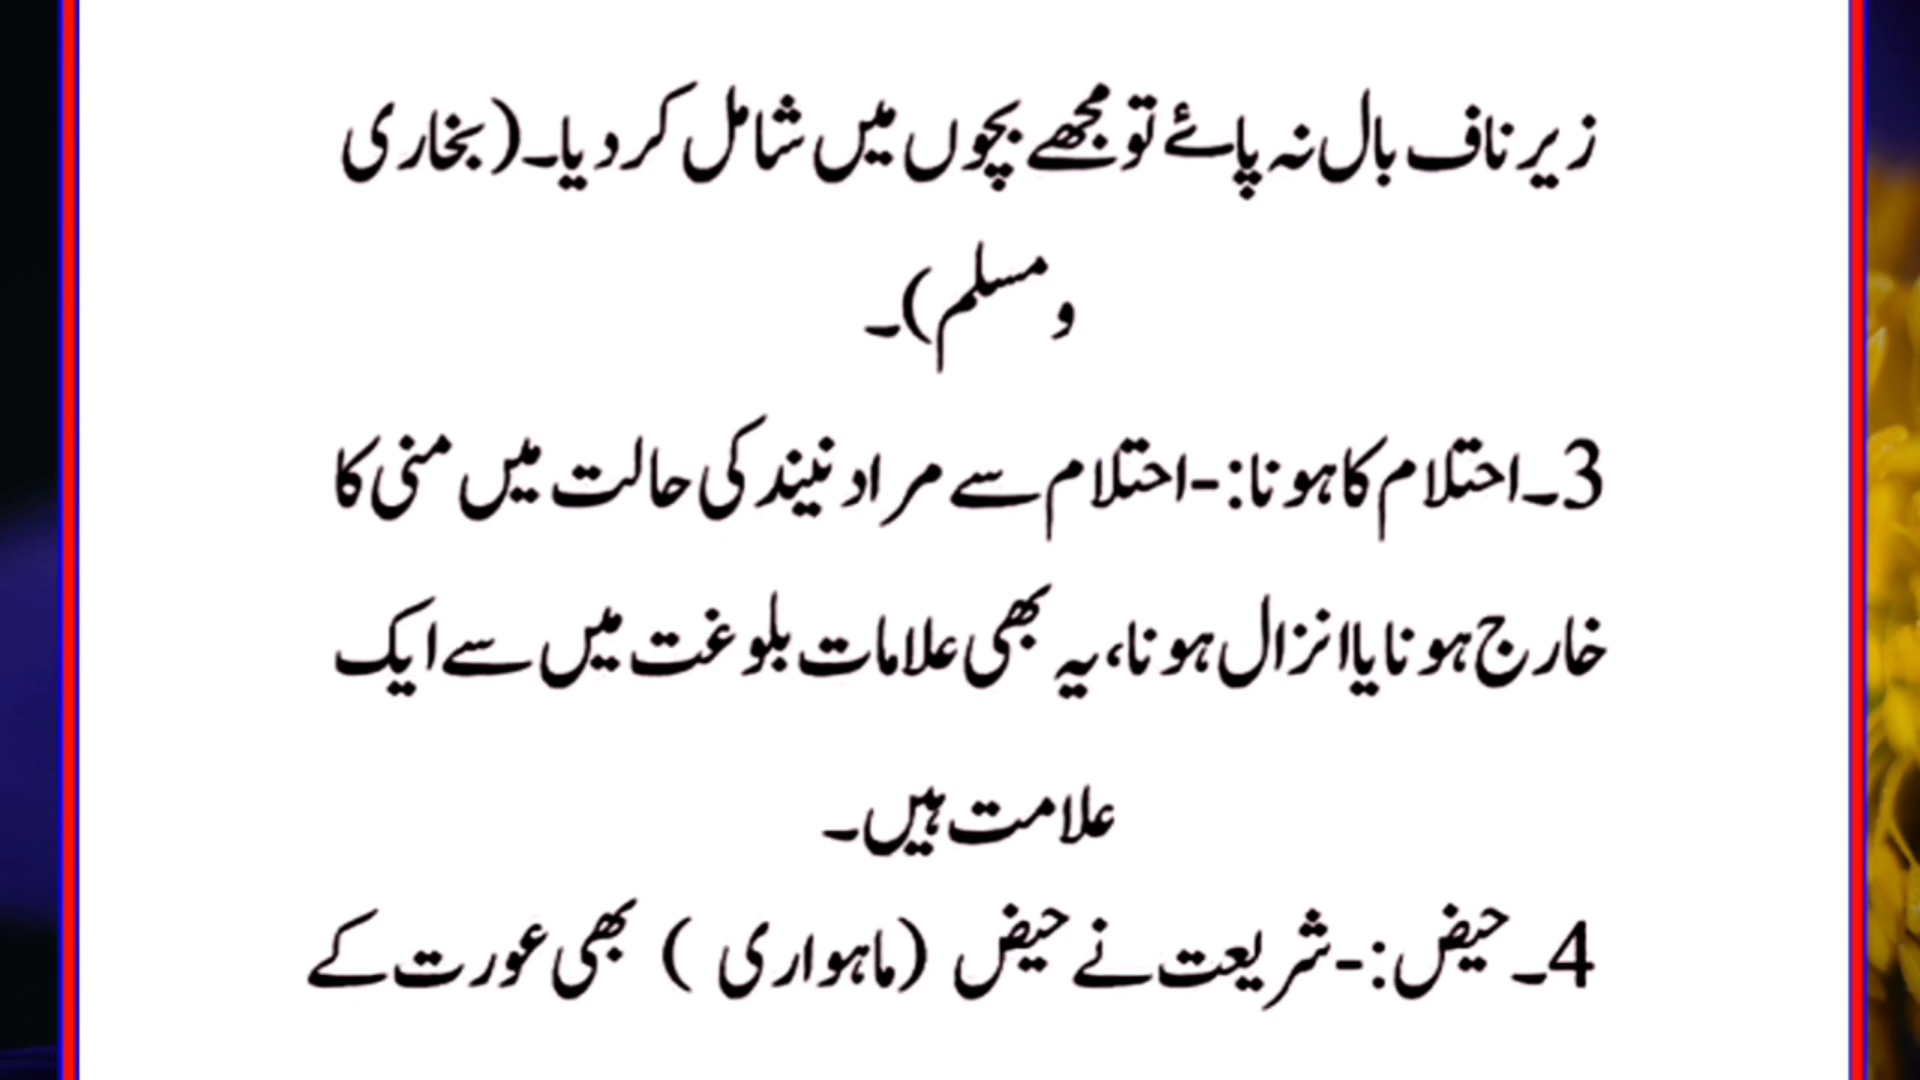 زیر ناف بال نہ پائے تو مجھے بچوں میں شامل کر دیا۔(بخاری
و مسلم)۔
3۔احتلام کا ہونا:-احتلام سے مراد نیند کی حالت میں منی کا
خارج ہونا یا انزال ہونا، یہ بھی علامات بلوغت میں سے ایک
علامت ہیں۔
4۔حیض:-شریعت نے حیض (ماہواری ) بھی عورت کے